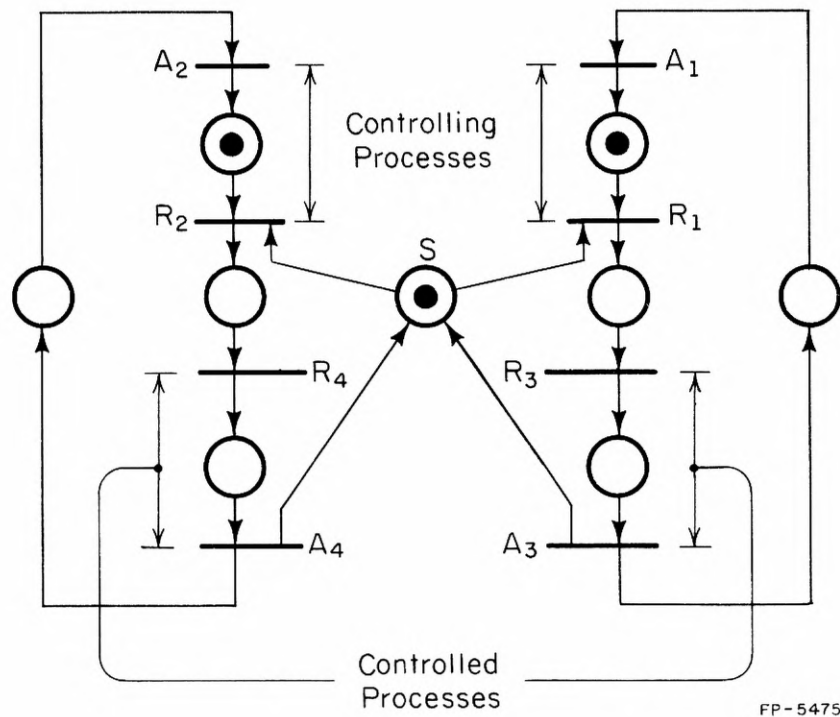 A₂
A₁
Controlling
Processes
R₂
R₁
S
R₄
R₃
A₄
A₃
Controlled
Processes
FP-5475